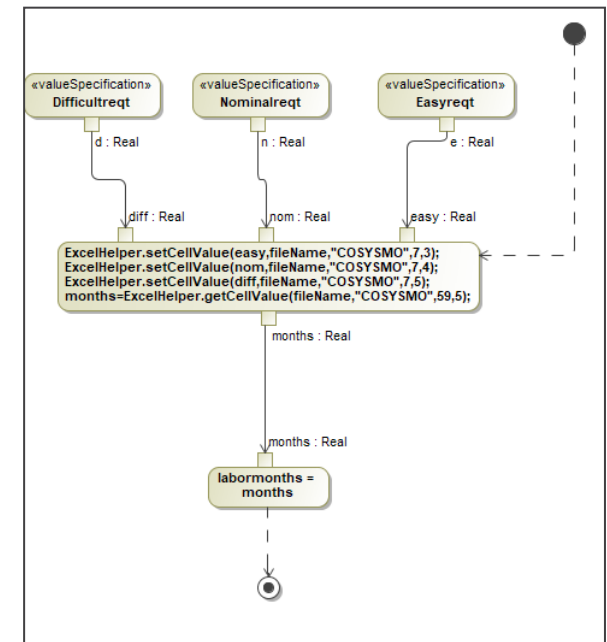 «valueSpecification»
Difficultreqt
«valueSpecification»
Nominalreqt
«valueSpecification»
Easyreqt
d : Real
n : Real
e : Real
diff : Real
nom : Real
easy : Real
ExcelHelper.setCellValue(easy,fileName,"COSYSMO",7,3);
ExcelHelper.setCellValue(nom,fileName,"COSYSMO",7,4);
ExcelHelper.setCellValue(diff,fileName,"COSYSMO",7,5);
months=ExcelHelper.getCellValue(fileName,"COSYSMO",59,5);
months : Real
months : Real
labormonths =
months